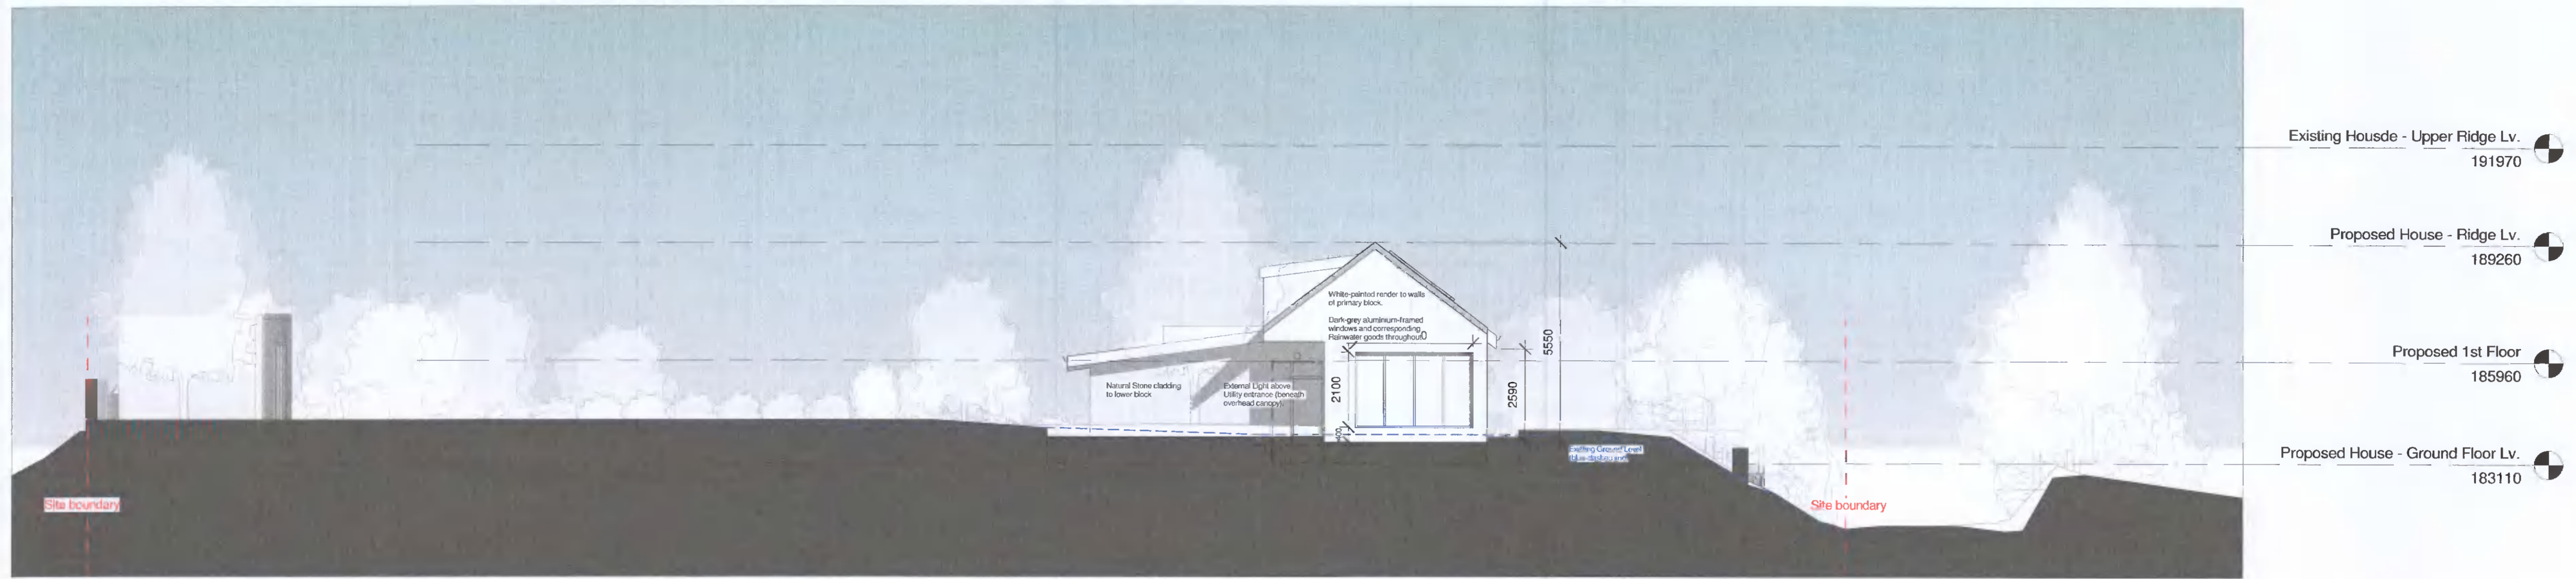 Existing Housde - Upper Ridge Lv.
191970
Proposed House - Ridge Lv.
189260
White-painted render to walls
of primary block.
Dark-grey aluminium-framed
windows and corresponding
Rainwater goods throughout.
5550
Proposed 1st Floor
185960
Natural Stone cladding
to lower block
External Light above
Utility entrance (beneath
overhead canopy).
2100
2590
Existing Ground Level
Proposed House - Ground Floor Lv.
183110
Site boundary
Site boundary